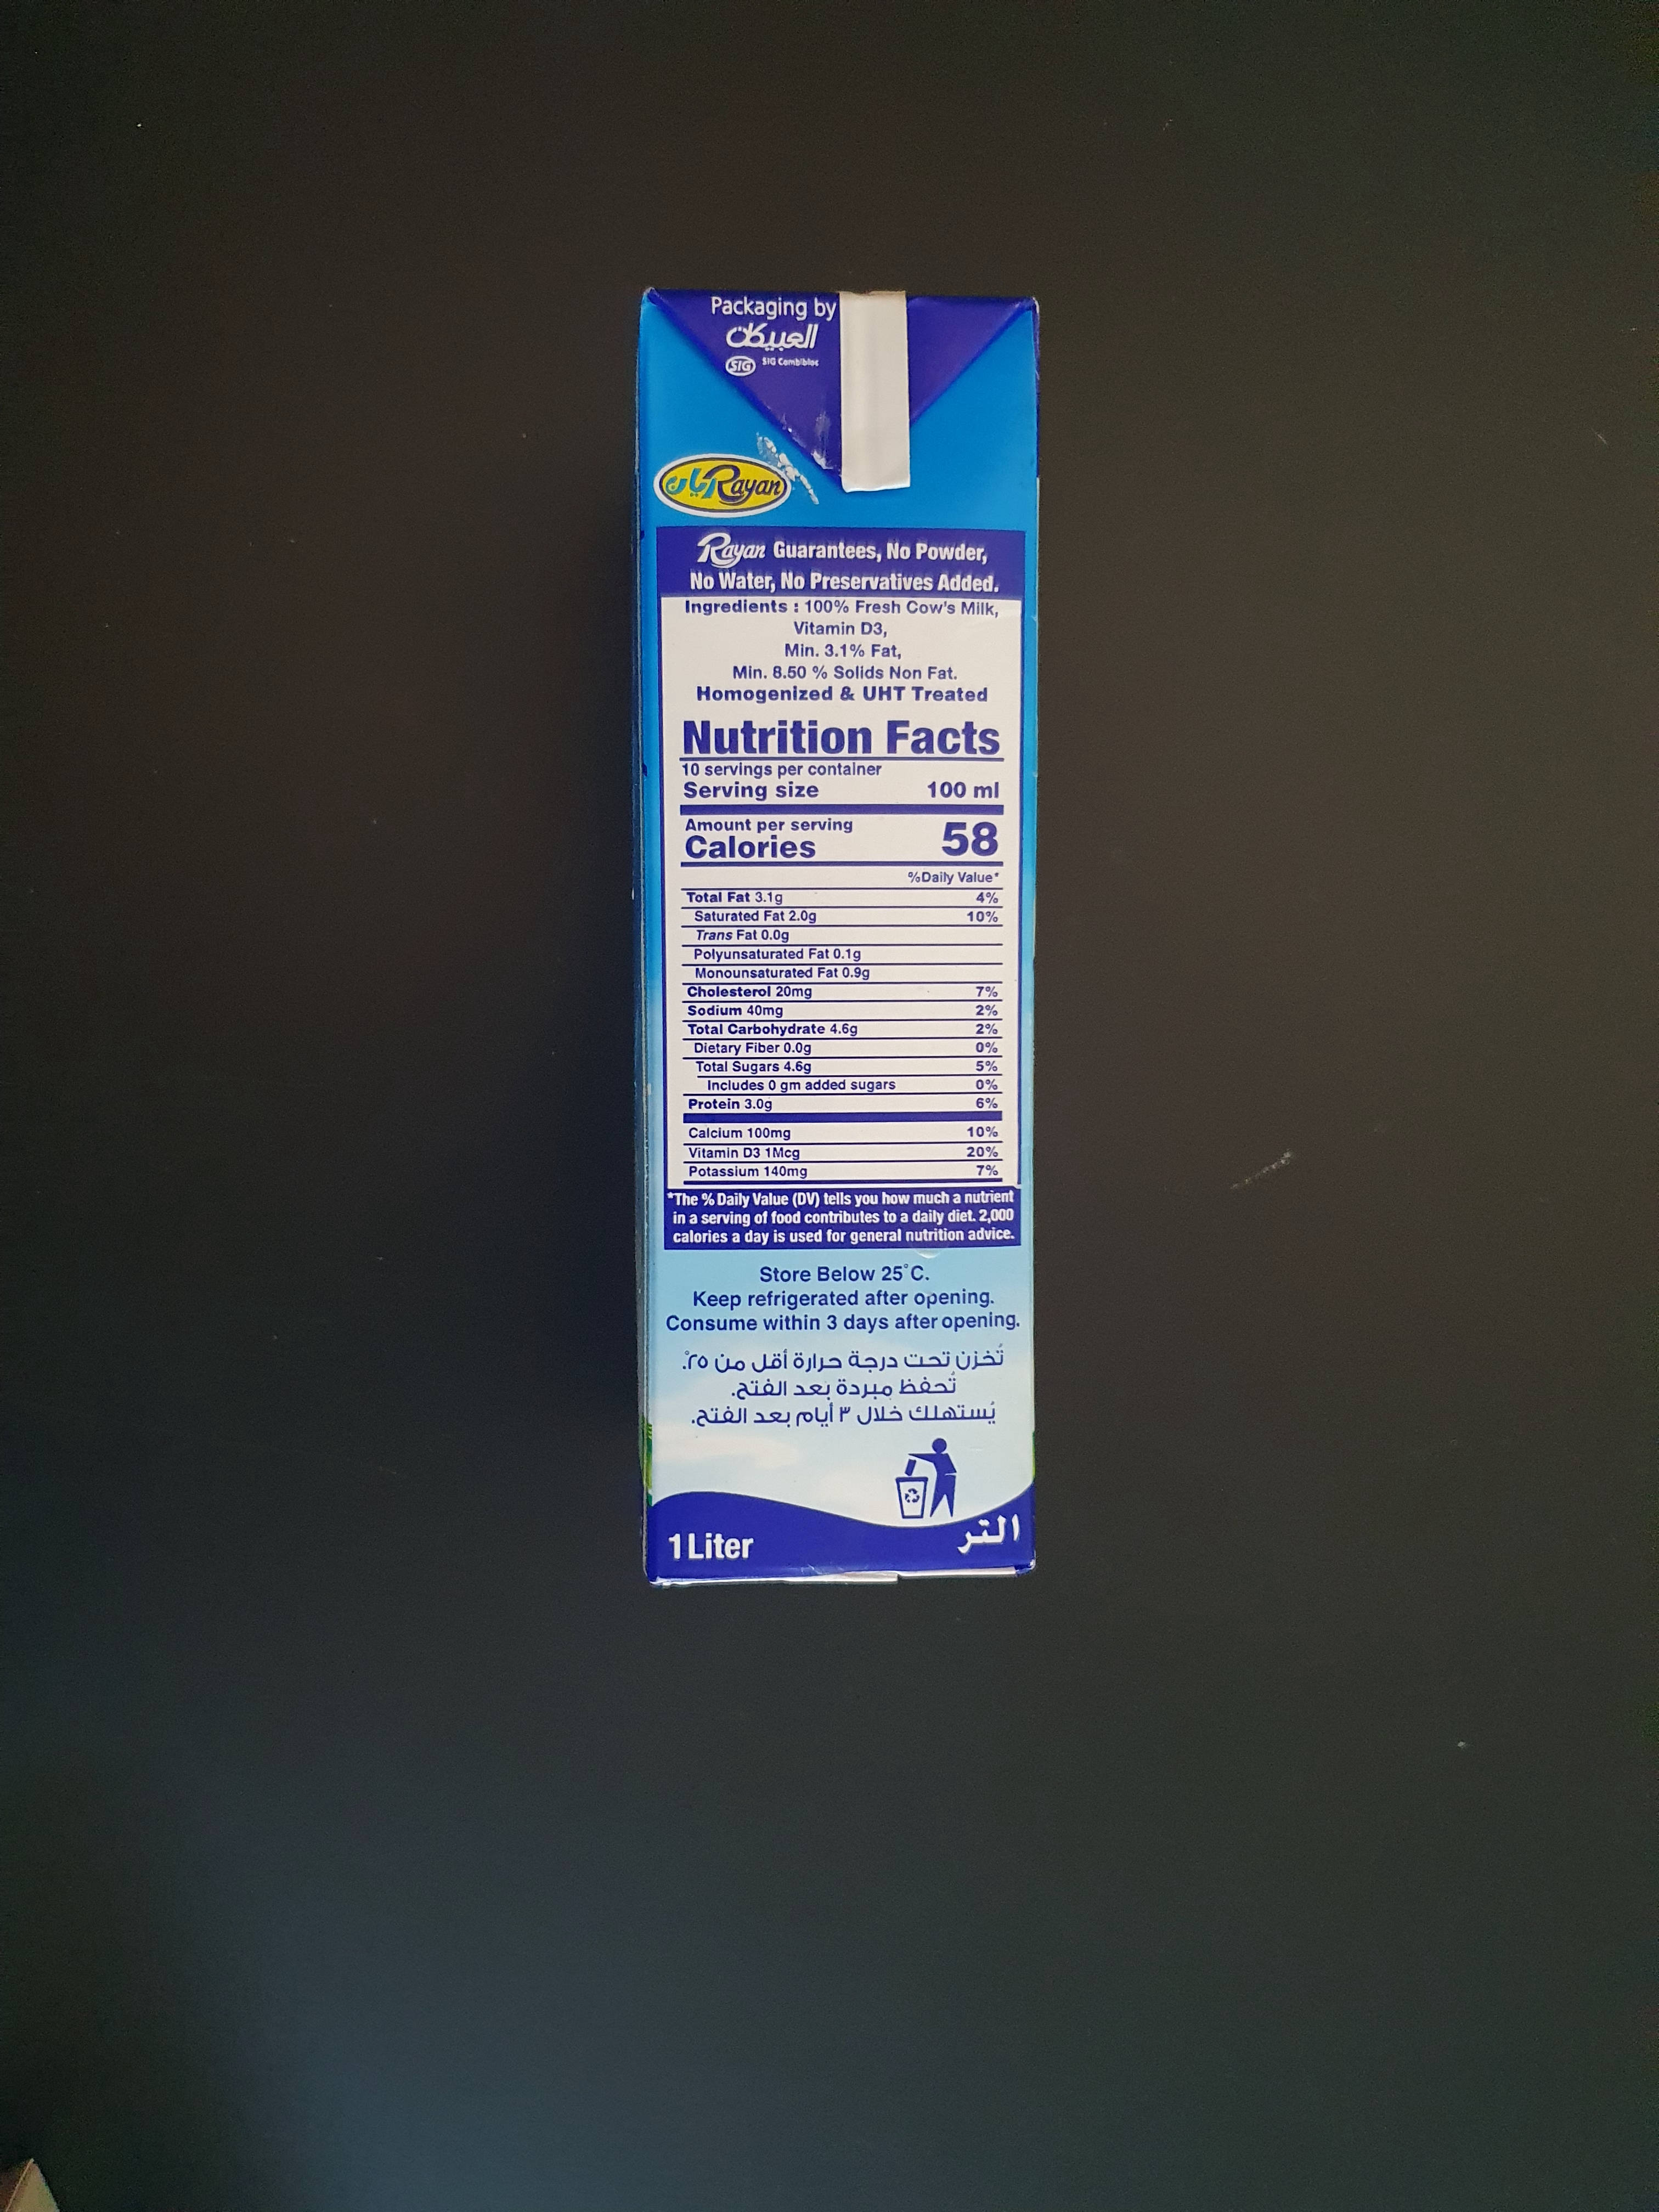 Packaging by
العبيكان
SIG SIG Combibloc
ريان Rayan
Rayan Guarantees, No Powder,
No Water, No Preservatives Added.
Ingredients : 100% Fresh Cow's Milk,
Vitamin D3,
Min. 3.1% Fat,
Min. 8.50 % Solids Non Fat.
Homogenized & UHT Treated
Nutrition Facts
10 servings per container
Serving size 100 ml
Amount per serving
Calories 58
%Daily Value*
Total Fat 3.1g 4%
Saturated Fat 2.0g 10%
Trans Fat 0.0g
Polyunsaturated Fat 0.1g
Monounsaturated Fat 0.9g
Cholesterol 20mg 7%
Sodium 40mg 2%
Total Carbohydrate 4.6g 2%
Dietary Fiber 0.0g 0%
Total Sugars 4.6g 5%
Includes 0 gm added sugars 0%
Protein 3.0g 6%
Calcium 100mg 10%
Vitamin D3 1Mcg 20%
Potassium 140mg 7%
*The % Daily Value (DV) tells you how much a nutrient
in a serving of food contributes to a daily diet. 2,000
calories a day is used for general nutrition advice.
Store Below 25°C.
Keep refrigerated after opening.
Consume within 3 days after opening.
تُخزن تحت درجة حرارة أقل من ٢٥°.
تُحفظ مبردة بعد الفتح.
يُستهلك خلال ٣ أيام بعد الفتح.
1 Liter
١ لتر